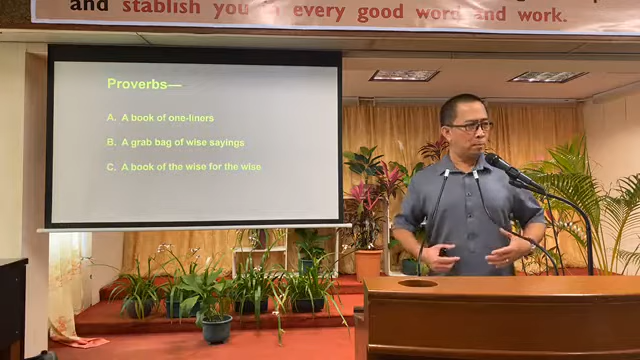 and stablish you in every good word and work.
Proverbs—
A. A book of one-liners
B. A grab bag of wise sayings
C. A book of the wise for the wise